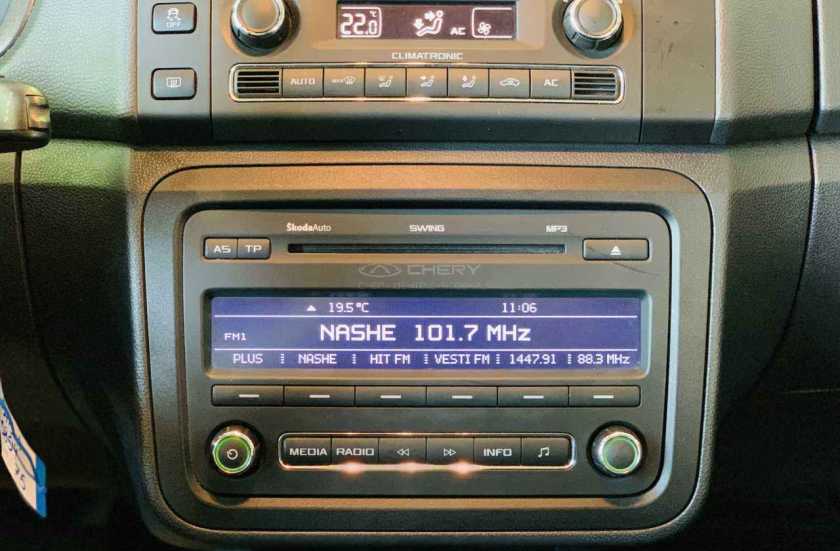 OFF
22.0 °C
AC
CLIMATRONIC
AUTO
AC
ŠkodaAuto SWING MP3
AS TP
CHERY
19.5°C 11:06
FM1 NASHE 101.7 MHz
PLUS NASHE HIT FM VESTI FM 1447.91 88.3 MHz
MEDIA RADIO INFO